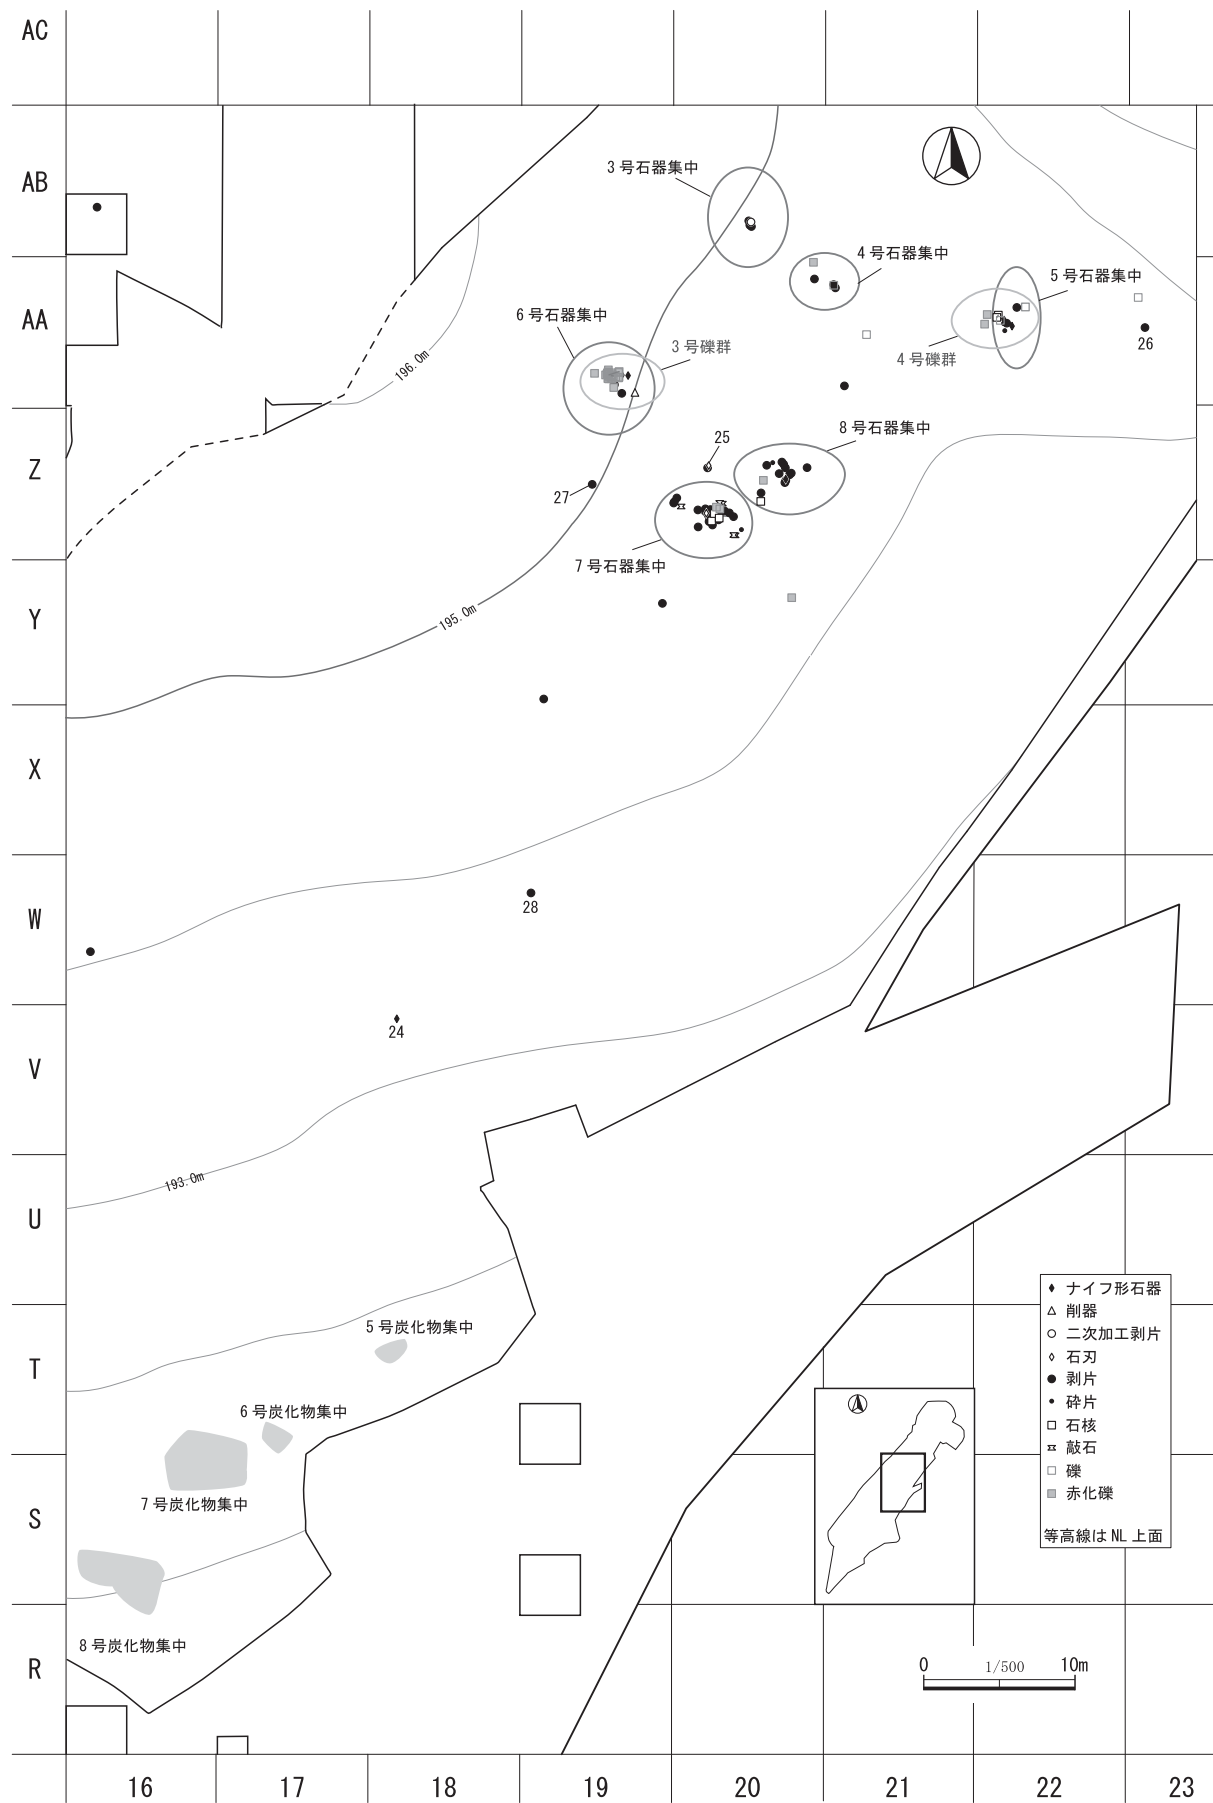 AC
AB
AA
Z
Y
X
W
V
U
T
S
R
3号石器集中
4号石器集中
5号石器集中
6号石器集中
3号礫群
4号礫群
26
196.0m
25
8号石器集中
27
7号石器集中
195.0m
28
24
193.0m
5号炭化物集中
6号炭化物集中
7号炭化物集中
8号炭化物集中
ナイフ形石器
削器
二次加工剥片
石刃
剥片
砕片
石核
敲石
礫
赤化礫
等高線は NL 上面
0 1/500 10m
16 17 18 19 20 21 22 23